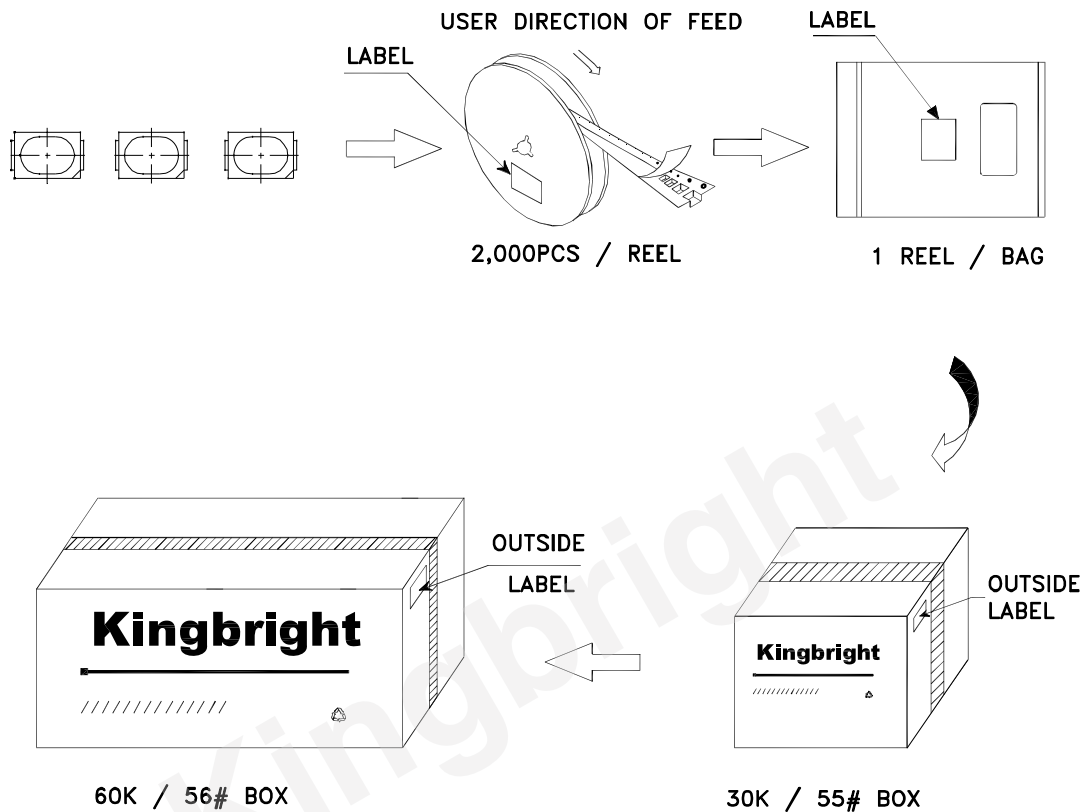 USER DIRECTION OF FEED
LABEL
LABEL
2,000PCS / REEL
1 REEL / BAG
OUTSIDE
LABEL
OUTSIDE
LABEL
Kingbright
Kingbright
60K / 56# BOX
30K / 55# BOX
Kingbright